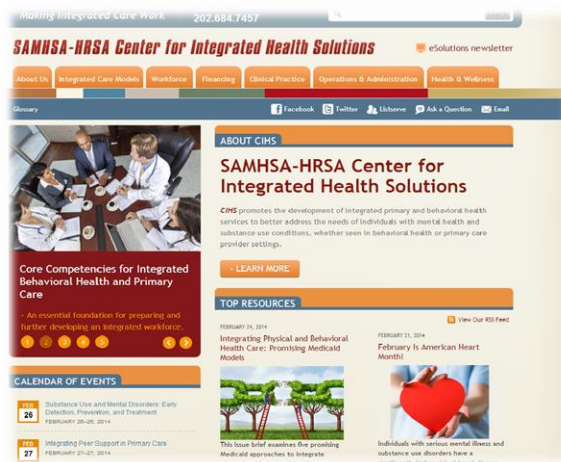 Making Integrated Care Work
202.684.7457
SAMHSA-HRSA Center for Integrated Health Solutions
eSolutions newsletter
About Us
Integrated Care Models
Workforce
Financing
Clinical Practice
Operations & Administration
Health & Wellness
Glossary
Facebook
Twitter
Listserve
Ask a Question
Email
Core Competencies for Integrated
Behavioral Health and Primary
Care
- An essential foundation for preparing and
further developing an integrated workforce.
1 2 3 4 5
CALENDAR OF EVENTS
FEB
26
Substance Use and Mental Disorders: Early
Detection, Prevention, and Treatment
FEBRUARY 26-26, 2014
FEB
27
Integrating Peer Support in Primary Care
FEBRUARY 27-27, 2014
ABOUT CIHS
SAMHSA-HRSA Center for
Integrated Health Solutions
CIHS promotes the development of integrated primary and behavioral health
services to better address the needs of individuals with mental health and
substance use conditions, whether seen in behavioral health or primary care
provider settings.
LEARN MORE
TOP RESOURCES
View Our RSS Feed
FEBRUARY 24, 2014
Integrating Physical and Behavioral
Health Care: Promising Medicaid
Models
This issue brief examines five promising
Medicaid approaches to integrate
FEBRUARY 21, 2014
February Is American Heart
Month!
Individuals with serious mental illness and
substance use disorders have a